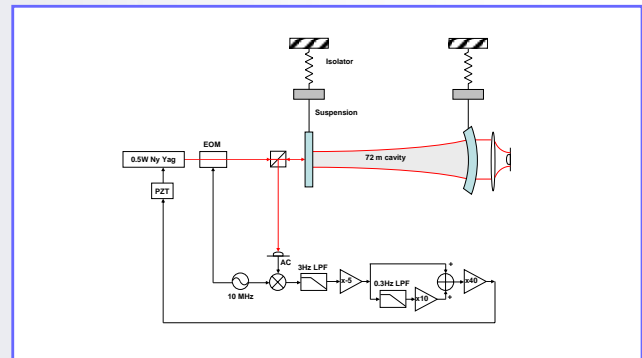 Isolator
Suspension
EOM
0.5W Ny Yag
72 m cavity
PZT
AC
3Hz LPF
x-5
+
0.3Hz LPF
x10
+
x40
10 MHz